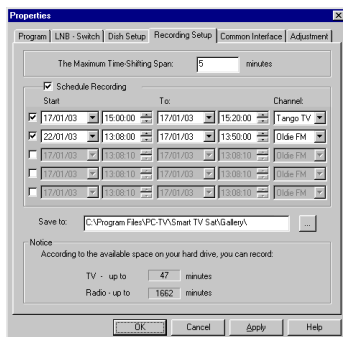 Properties
Program LNB - Switch Dish Setup Recording Setup Common Interface Adjustment
The Maximum Time-Shifting Span: 5 minutes
Schedule Recording
Start To: Channel:
17/01/03 15:00:00 17/01/03 15:20:00 Tango TV
22/01/03 13:08:00 17/01/03 13:50:00 Oldie FM
17/01/03 13:08:10 17/01/03 13:08:10 Oldie FM
17/01/03 13:08:10 17/01/03 13:08:10 Oldie FM
17/01/03 13:08:10 17/01/03 13:08:10 Oldie FM
Save to: C:\Program Files\PC-TV\Smart TV Sat\Gallery\ ...
Notice
According to the available space on your hard drive, you can record:
TV - up to 47 minutes
Radio - up to 1662 minutes
OK Cancel Apply Help